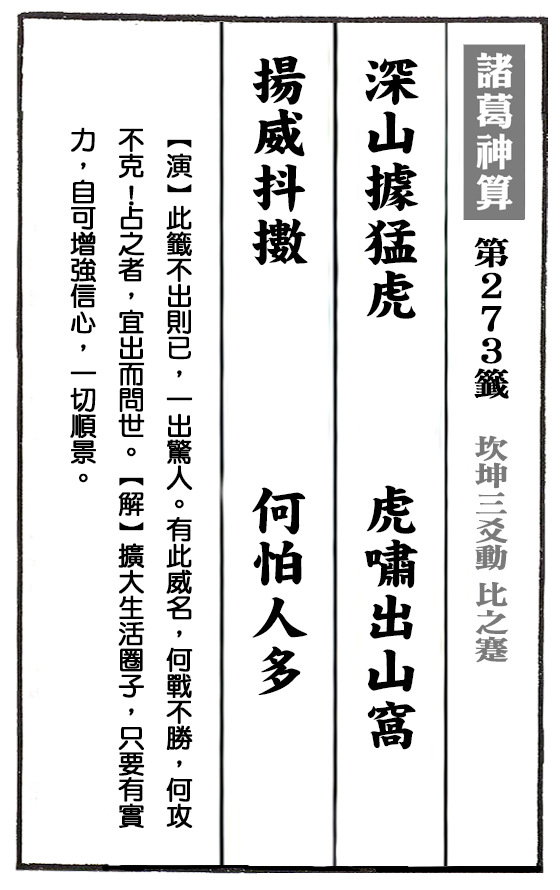 諸葛神算 第273籤 坎坤三爻動 比之蹇
深山據猛虎 虎嘯出山窩
揚威抖擻 何怕人多
【演】此籤不出則已，一出驚人。有此威名，何戰不勝，何攻
不克！占之者，宜出而問世。【解】擴大生活圈子，只要有實
力，自可增強信心，一切順景。